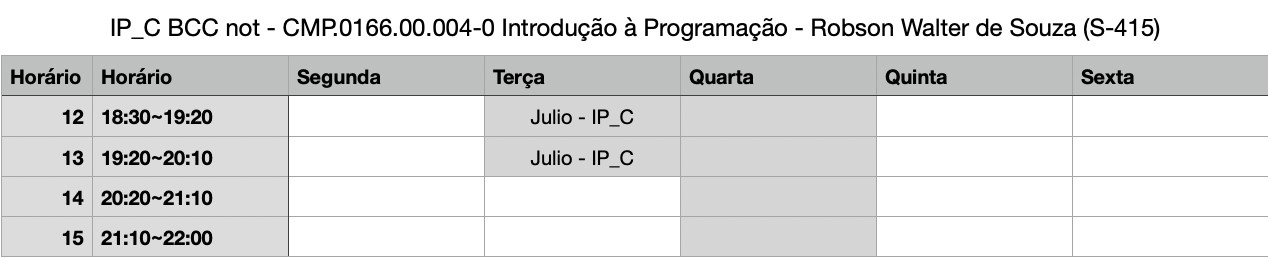 IP_C BCC not - CMP.0166.00.004-0 Introdução à Programação - Robson Walter de Souza (S-415)
Horário Horário Segunda Terça Quarta Quinta Sexta
12 18:30~19:20 Julio - IP_C
13 19:20~20:10 Julio - IP_C
14 20:20~21:10
15 21:10~22:00